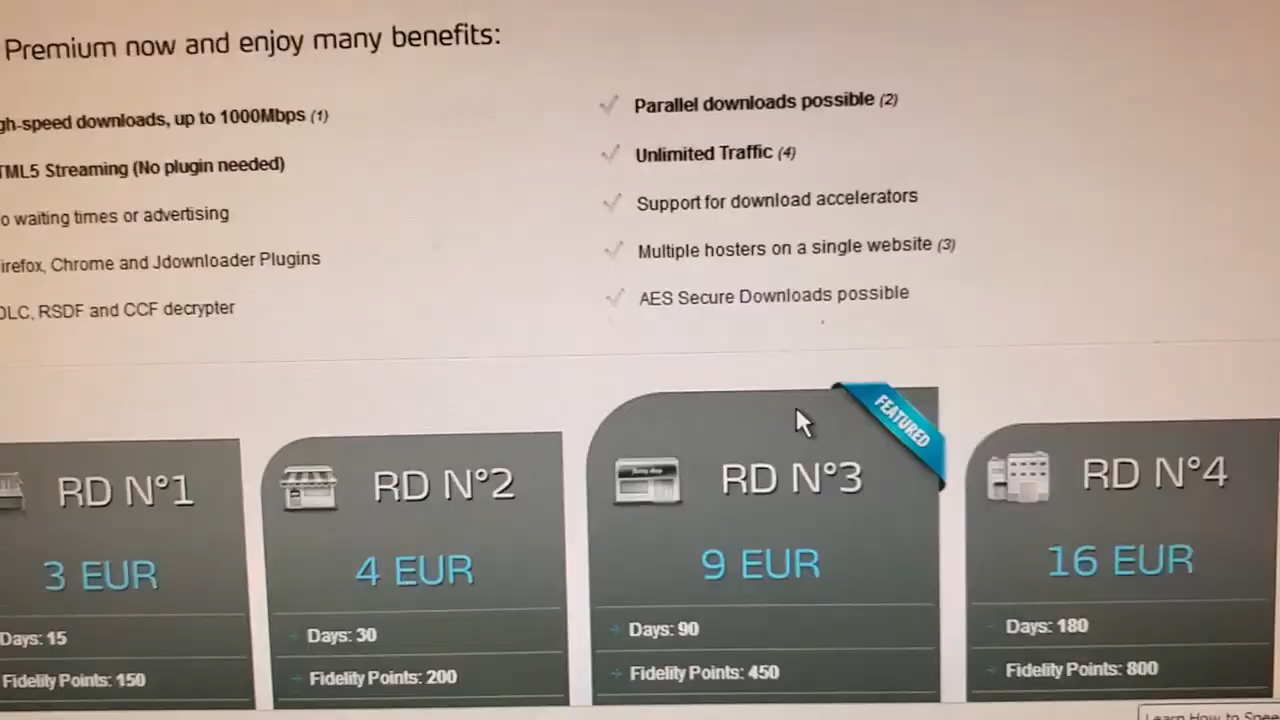 Premium now and enjoy many benefits:
gh-speed downloads, up to 1000Mbps (1)
TML5 Streaming (No plugin needed)
o waiting times or advertising
irefox, Chrome and Jdownloader Plugins
DLC, RSDF and CCF decrypter
Parallel downloads possible (2)
Unlimited Traffic (4)
Support for download accelerators
Multiple hosters on a single website (3)
AES Secure Downloads possible
RD N°1
3 EUR
Days: 15
Fidelity Points: 150
RD N°2
4 EUR
Days: 30
Fidelity Points: 200
FEATURED
RD N°3
9 EUR
Days: 90
Fidelity Points: 450
RD N°4
16 EUR
Days: 180
Fidelity Points: 800
Learn How to Spee